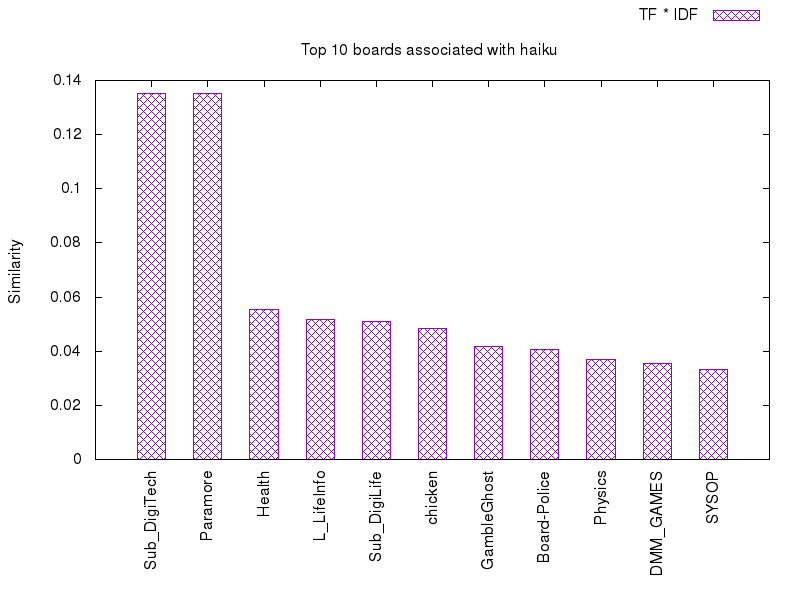 TF * IDF
Top 10 boards associated with haiku
Similarity
0.14
0.12
0.1
0.08
0.06
0.04
0.02
0
Sub_DigiTech
Paramore
Health
L_LifeInfo
Sub_DigiLife
chicken
GambleGhost
Board-Police
Physics
DMM_GAMES
SYSOP